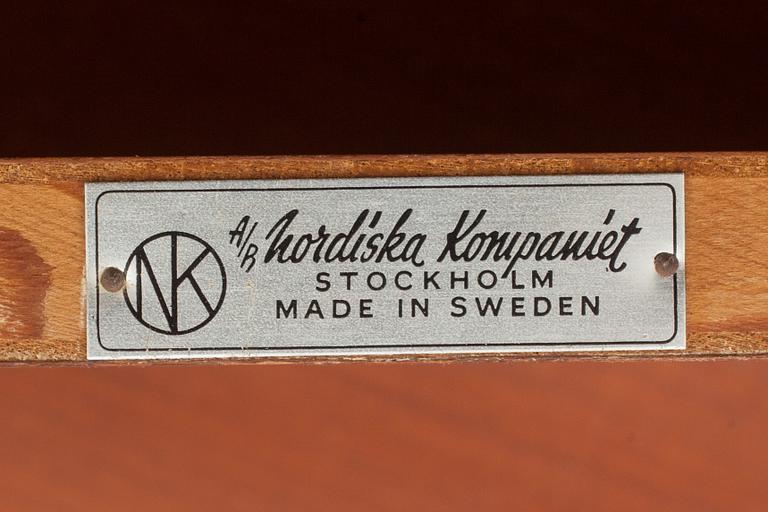 NK
A/B Nordiska Kompaniet
STOCKHOLM
MADE IN SWEDEN